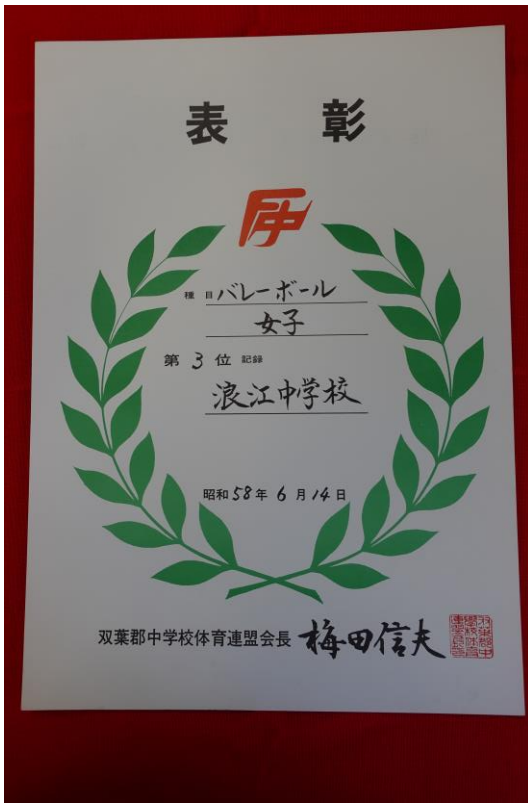 表 彰
種目 バレーボール
女子
第 3 位 記録
浪江中学校
昭和58年 6 月14日
双葉郡中学校体育連盟会長 梅田信夫